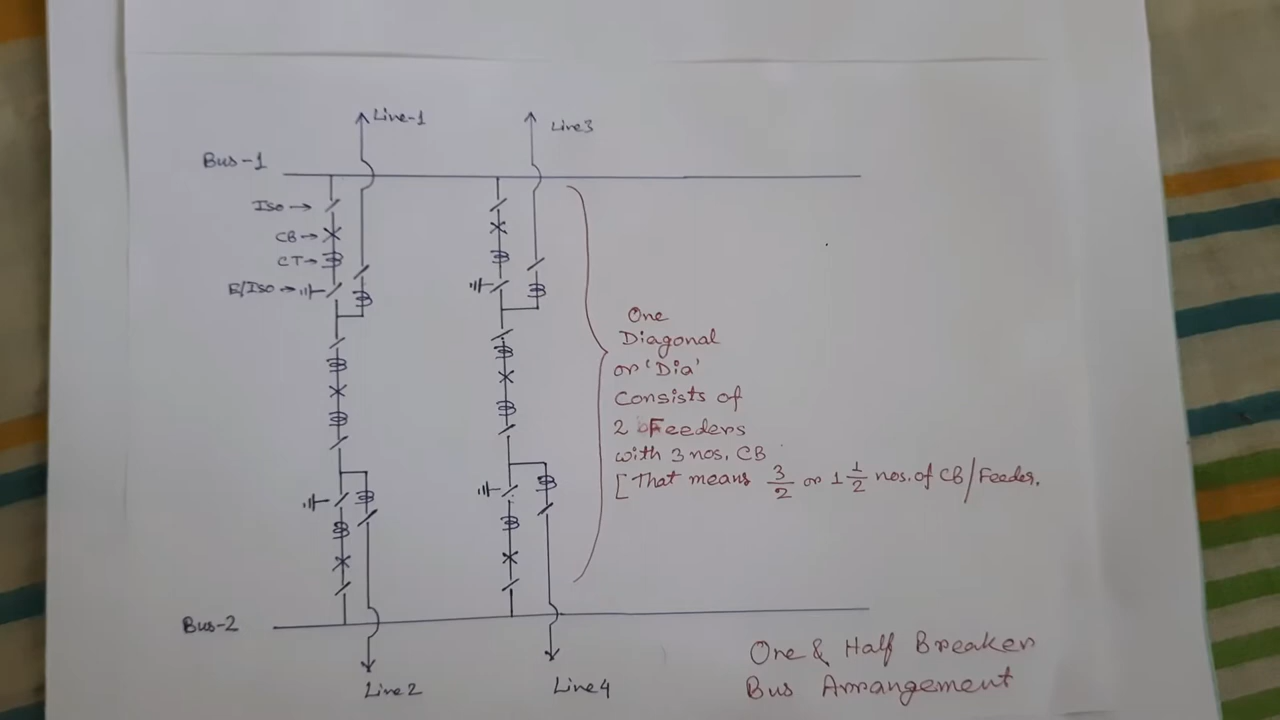 Line-1
Line3
Bus-1
Iso →
CB →
CT →
E/Iso →
One
Diagonal
or 'Dia'
Consists of
2 Feeders
with 3 nos. CB
[That means 3/2 or 1 1/2 nos. of CB/Feeder.
Bus-2
Line2
Line4
One & Half Breaker
Bus Arrangement